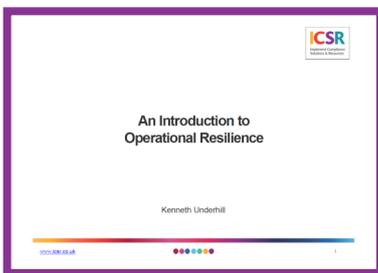 ICSR
Implement Compliance
Solutions & Resources
An Introduction to
Operational Resilience
Kenneth Underhill
www.icsr.co.uk
1